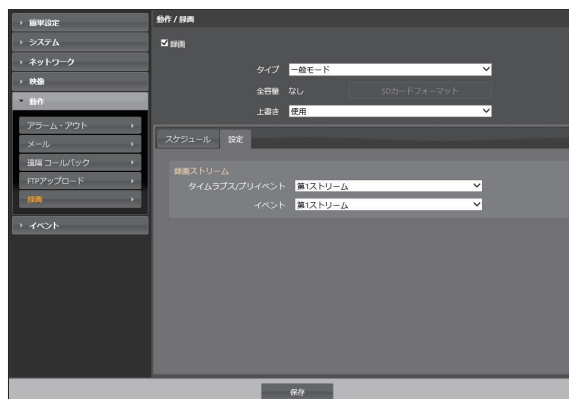 簡単設定
システム
ネットワーク
映像
動作
アラーム・アウト
メール
遠隔 コールバック
FTPアップロード
録画
イベント
動作 / 録画
録画
タイプ 一般モード
全容量 なし SDカードフォーマット
上書き 使用
スケジュール 設定
録画ストリーム
タイムラプス/プリイベント 第1ストリーム
イベント 第1ストリーム
保存